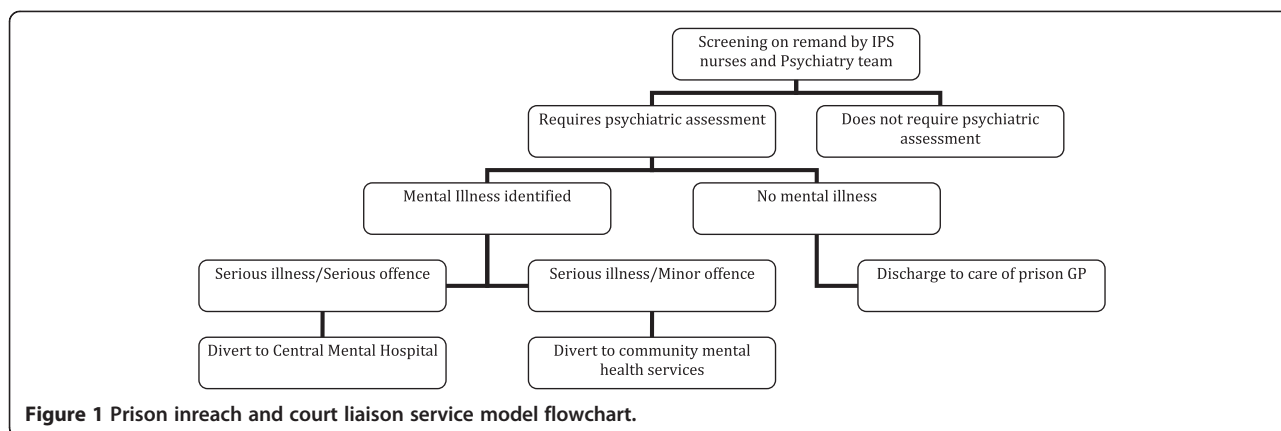 Screening on remand by IPS
nurses and Psychiatry team
Requires psychiatric assessment
Does not require psychiatric
assessment
Mental Illness identified
No mental illness
Serious illness/Serious offence
Serious illness/Minor offence
Discharge to care of prison GP
Divert to Central Mental Hospital
Divert to community mental
health services
Figure 1 Prison inreach and court liaison service model flowchart.